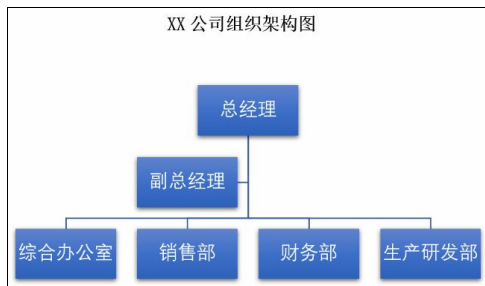 XX 公司组织架构图
总经理
副总经理
综合办公室
销售部
财务部
生产研发部